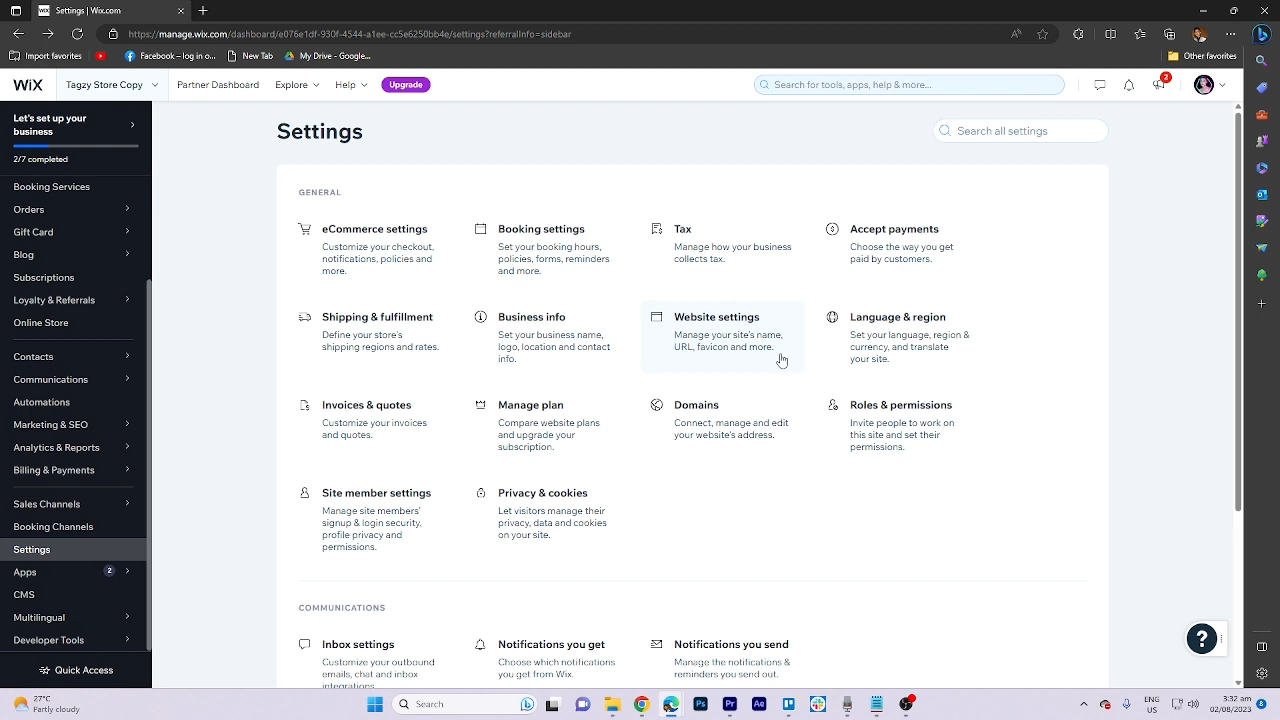 Settings | Wix.com
https://manage.wix.com/dashboard/e076e1df-930f-4544-a1ee-cc5e6250bb4e/settings?referralInfo=sidebar
Import favorites
Facebook – log in o...
New Tab
My Drive – Google...
Other favorites
WiX
Tagzy Store Copy
Partner Dashboard
Explore
Help
Upgrade
Search for tools, apps, help & more...
2
Let's set up your
business
2/7 completed
Booking Services
Orders
Gift Card
Blog
Subscriptions
Loyalty & Referrals
Online Store
Contacts
Communications
Automations
Marketing & SEO
Analytics & Reports
Billing & Payments
Sales Channels
Booking Channels
Settings
Apps
2
CMS
Multilingual
Developer Tools
Quick Access
Settings
Search all settings
GENERAL
eCommerce settings
Customize your checkout,
notifications, policies and
more.
Booking settings
Set your booking hours,
policies, forms, reminders
and more.
Tax
Manage how your business
collects tax.
Accept payments
Choose the way you get
paid by customers.
Shipping & fulfillment
Define your store's
shipping regions and rates.
Business info
Set your business name,
logo, location and contact
info.
Website settings
Manage your site's name,
URL, favicon and more.
Language & region
Set your language, region &
currency, and translate
your site.
Invoices & quotes
Customize your invoices
and quotes.
Manage plan
Compare website plans
and upgrade your
subscription.
Domains
Connect, manage and edit
your website's address.
Roles & permissions
Invite people to work on
this site and set their
permissions.
Site member settings
Manage site members'
signup & login security,
profile privacy and
permissions.
Privacy & cookies
Let visitors manage their
privacy, data and cookies
on your site.
COMMUNICATIONS
Inbox settings
Customize your outbound
emails, chat and inbox
integrations.
Notifications you get
Choose which notifications
you get from Wix.
Notifications you send
Manage the notifications &
reminders you send out.
?
27°C
Partly cloudy
Search
Ps
Pr
Ae
ENG
US
3:32 am
02/08/2023